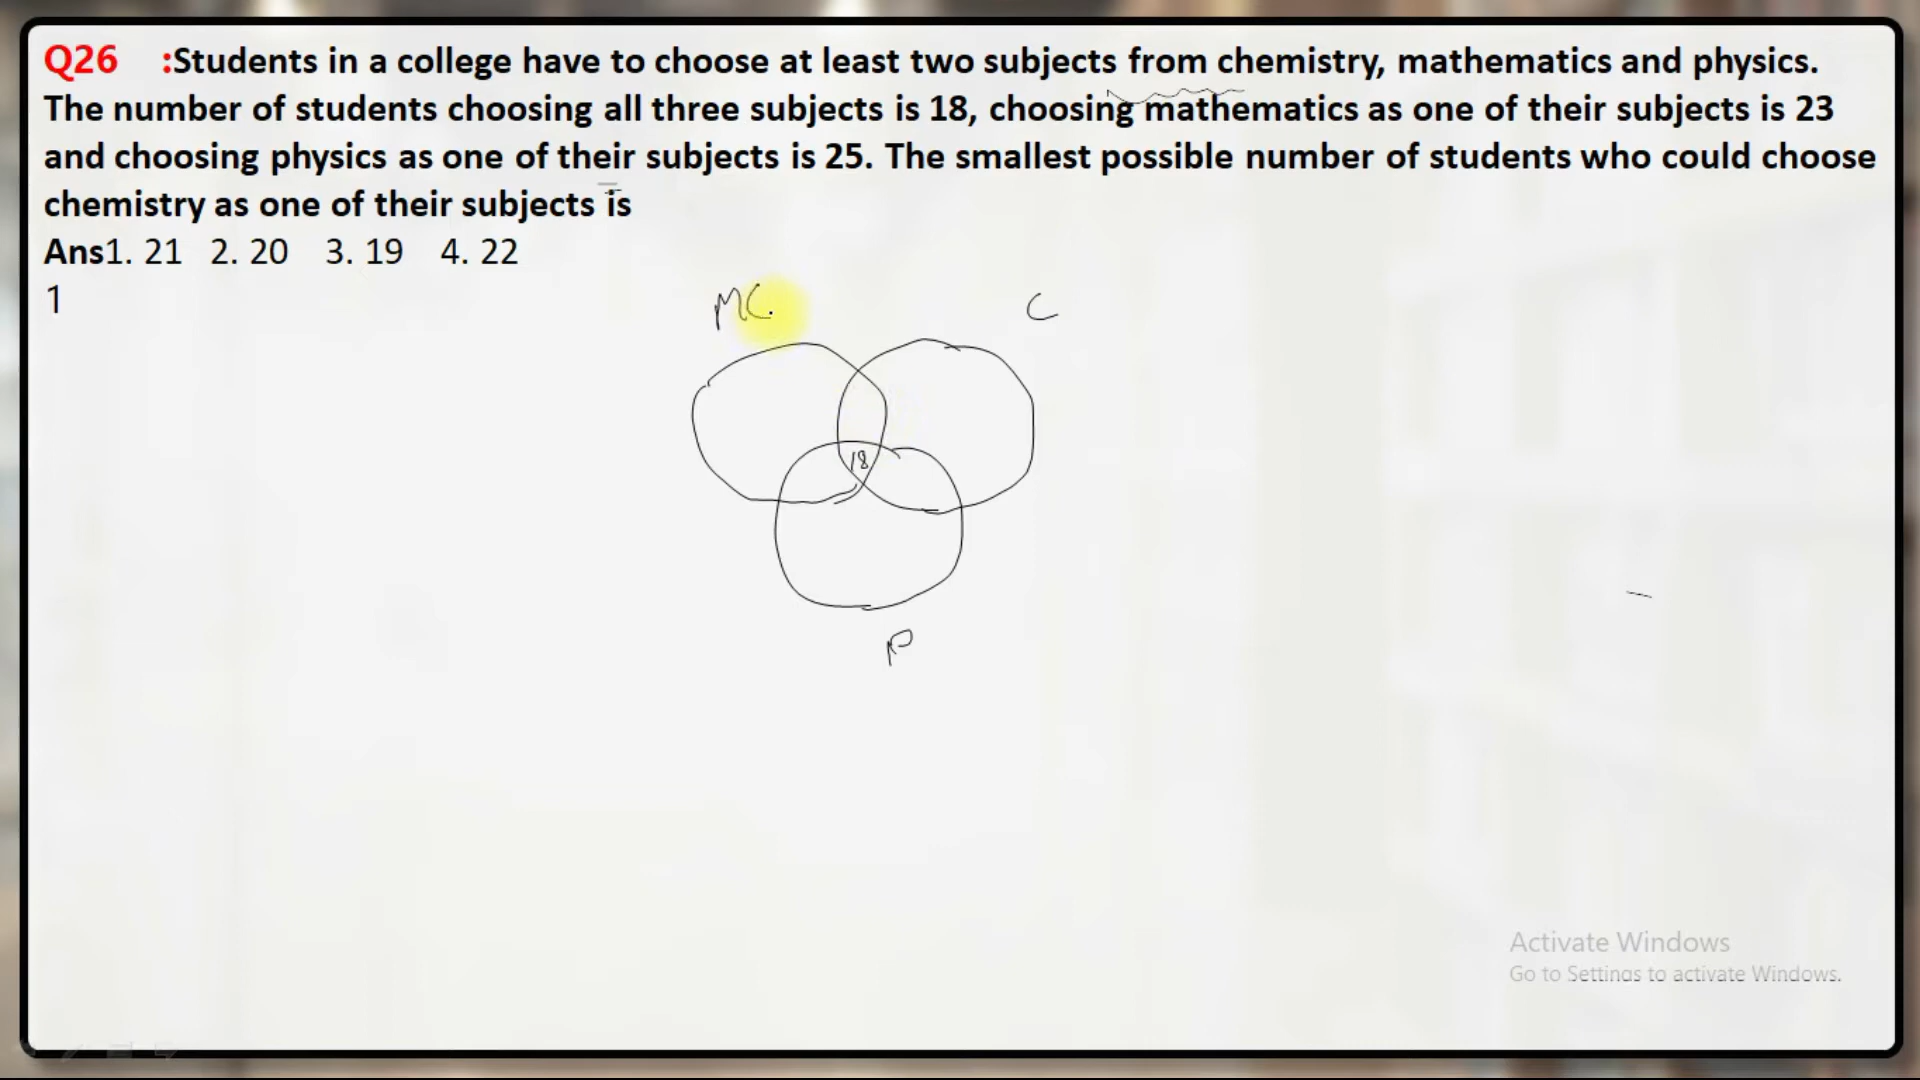 Q26 :Students in a college have to choose at least two subjects from chemistry, mathematics and physics.
The number of students choosing all three subjects is 18, choosing mathematics as one of their subjects is 23
and choosing physics as one of their subjects is 25. The smallest possible number of students who could choose
chemistry as one of their subjects is
Ans1. 21 2. 20 3. 19 4. 22
1
MC
C
18
P
Activate Windows
Go to Settings to activate Windows.